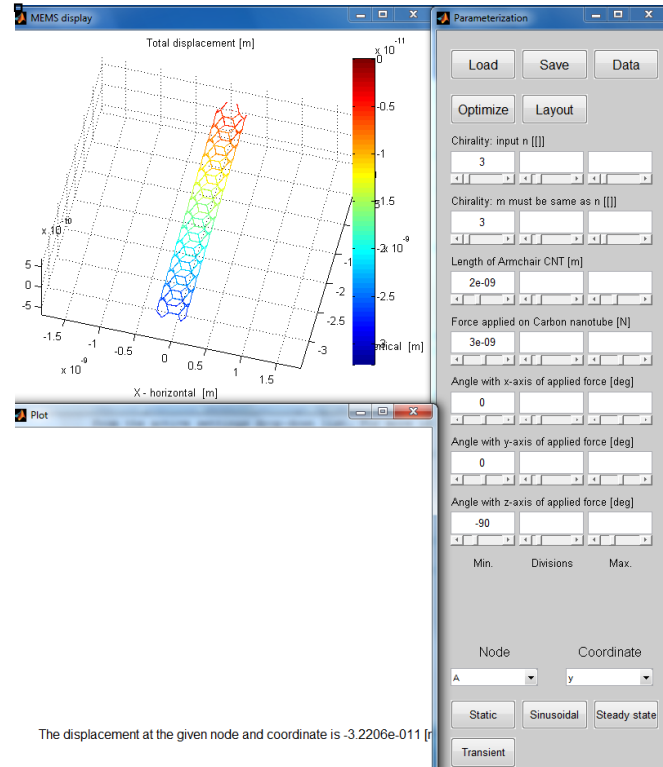 MEMS display
Total displacement [m]
x 10 -11
0
-0.5
-1
-1.5
-2
-2.5
-3
x 10 -10
5
0
-5
-1.5
-1
-0.5
0
0.5
1
1.5
x 10 -9
X - horizontal [m]
-2
-2.5
-3
x 10 -9
[m]
Plot
The displacement at the given node and coordinate is -3.2206e-011 [
Parameterization
Load Save Data
Optimize Layout
Chirality: input n [[]]
3
Chirality: m must be same as n [[]]
3
Length of Armchair CNT [m]
2e-09
Force applied on Carbon nanotube [N]
3e-09
Angle with x-axis of applied force [deg]
0
Angle with y-axis of applied force [deg]
0
Angle with z-axis of applied force [deg]
-90
Min. Divisions Max.
Node Coordinate
A y
Static Sinusoidal Steady state
Transient